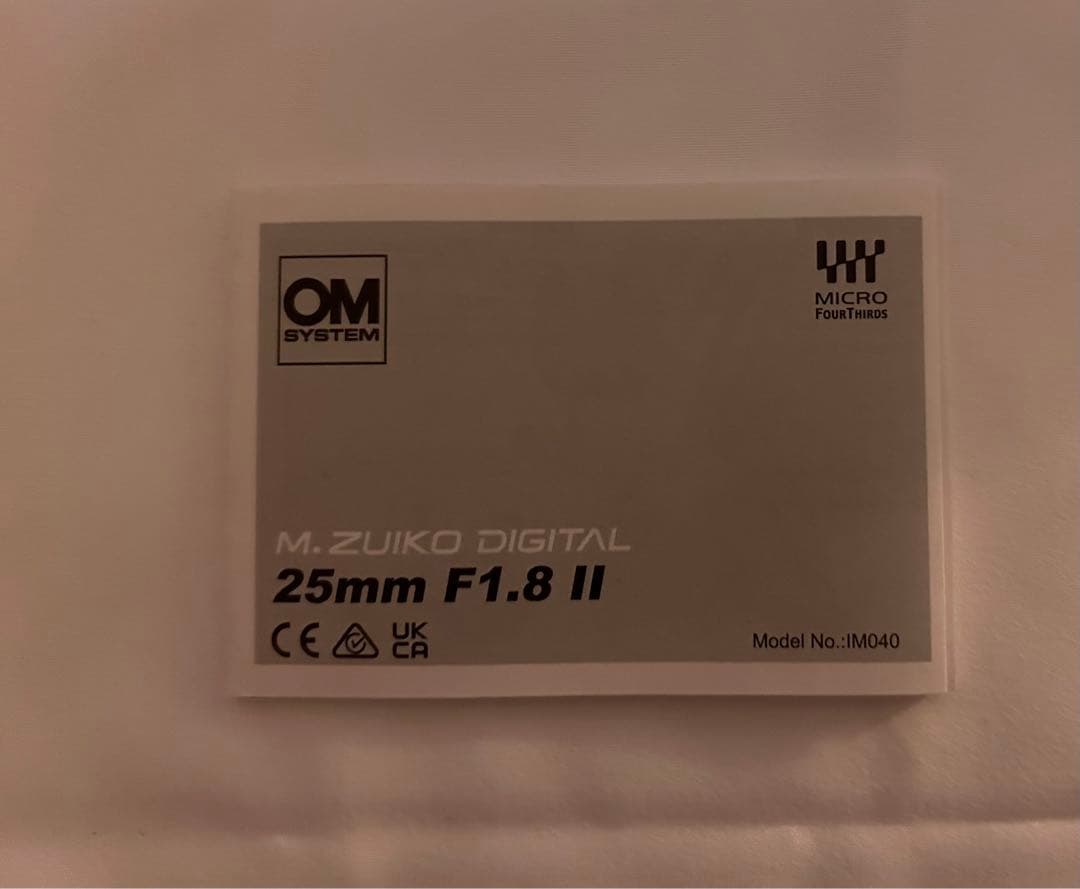 OM
SYSTEM
MICRO
FOURTHIRDS
M.ZUIKO DIGITAL
25mm F1.8 II
CE UK
CA
Model No.:IM040